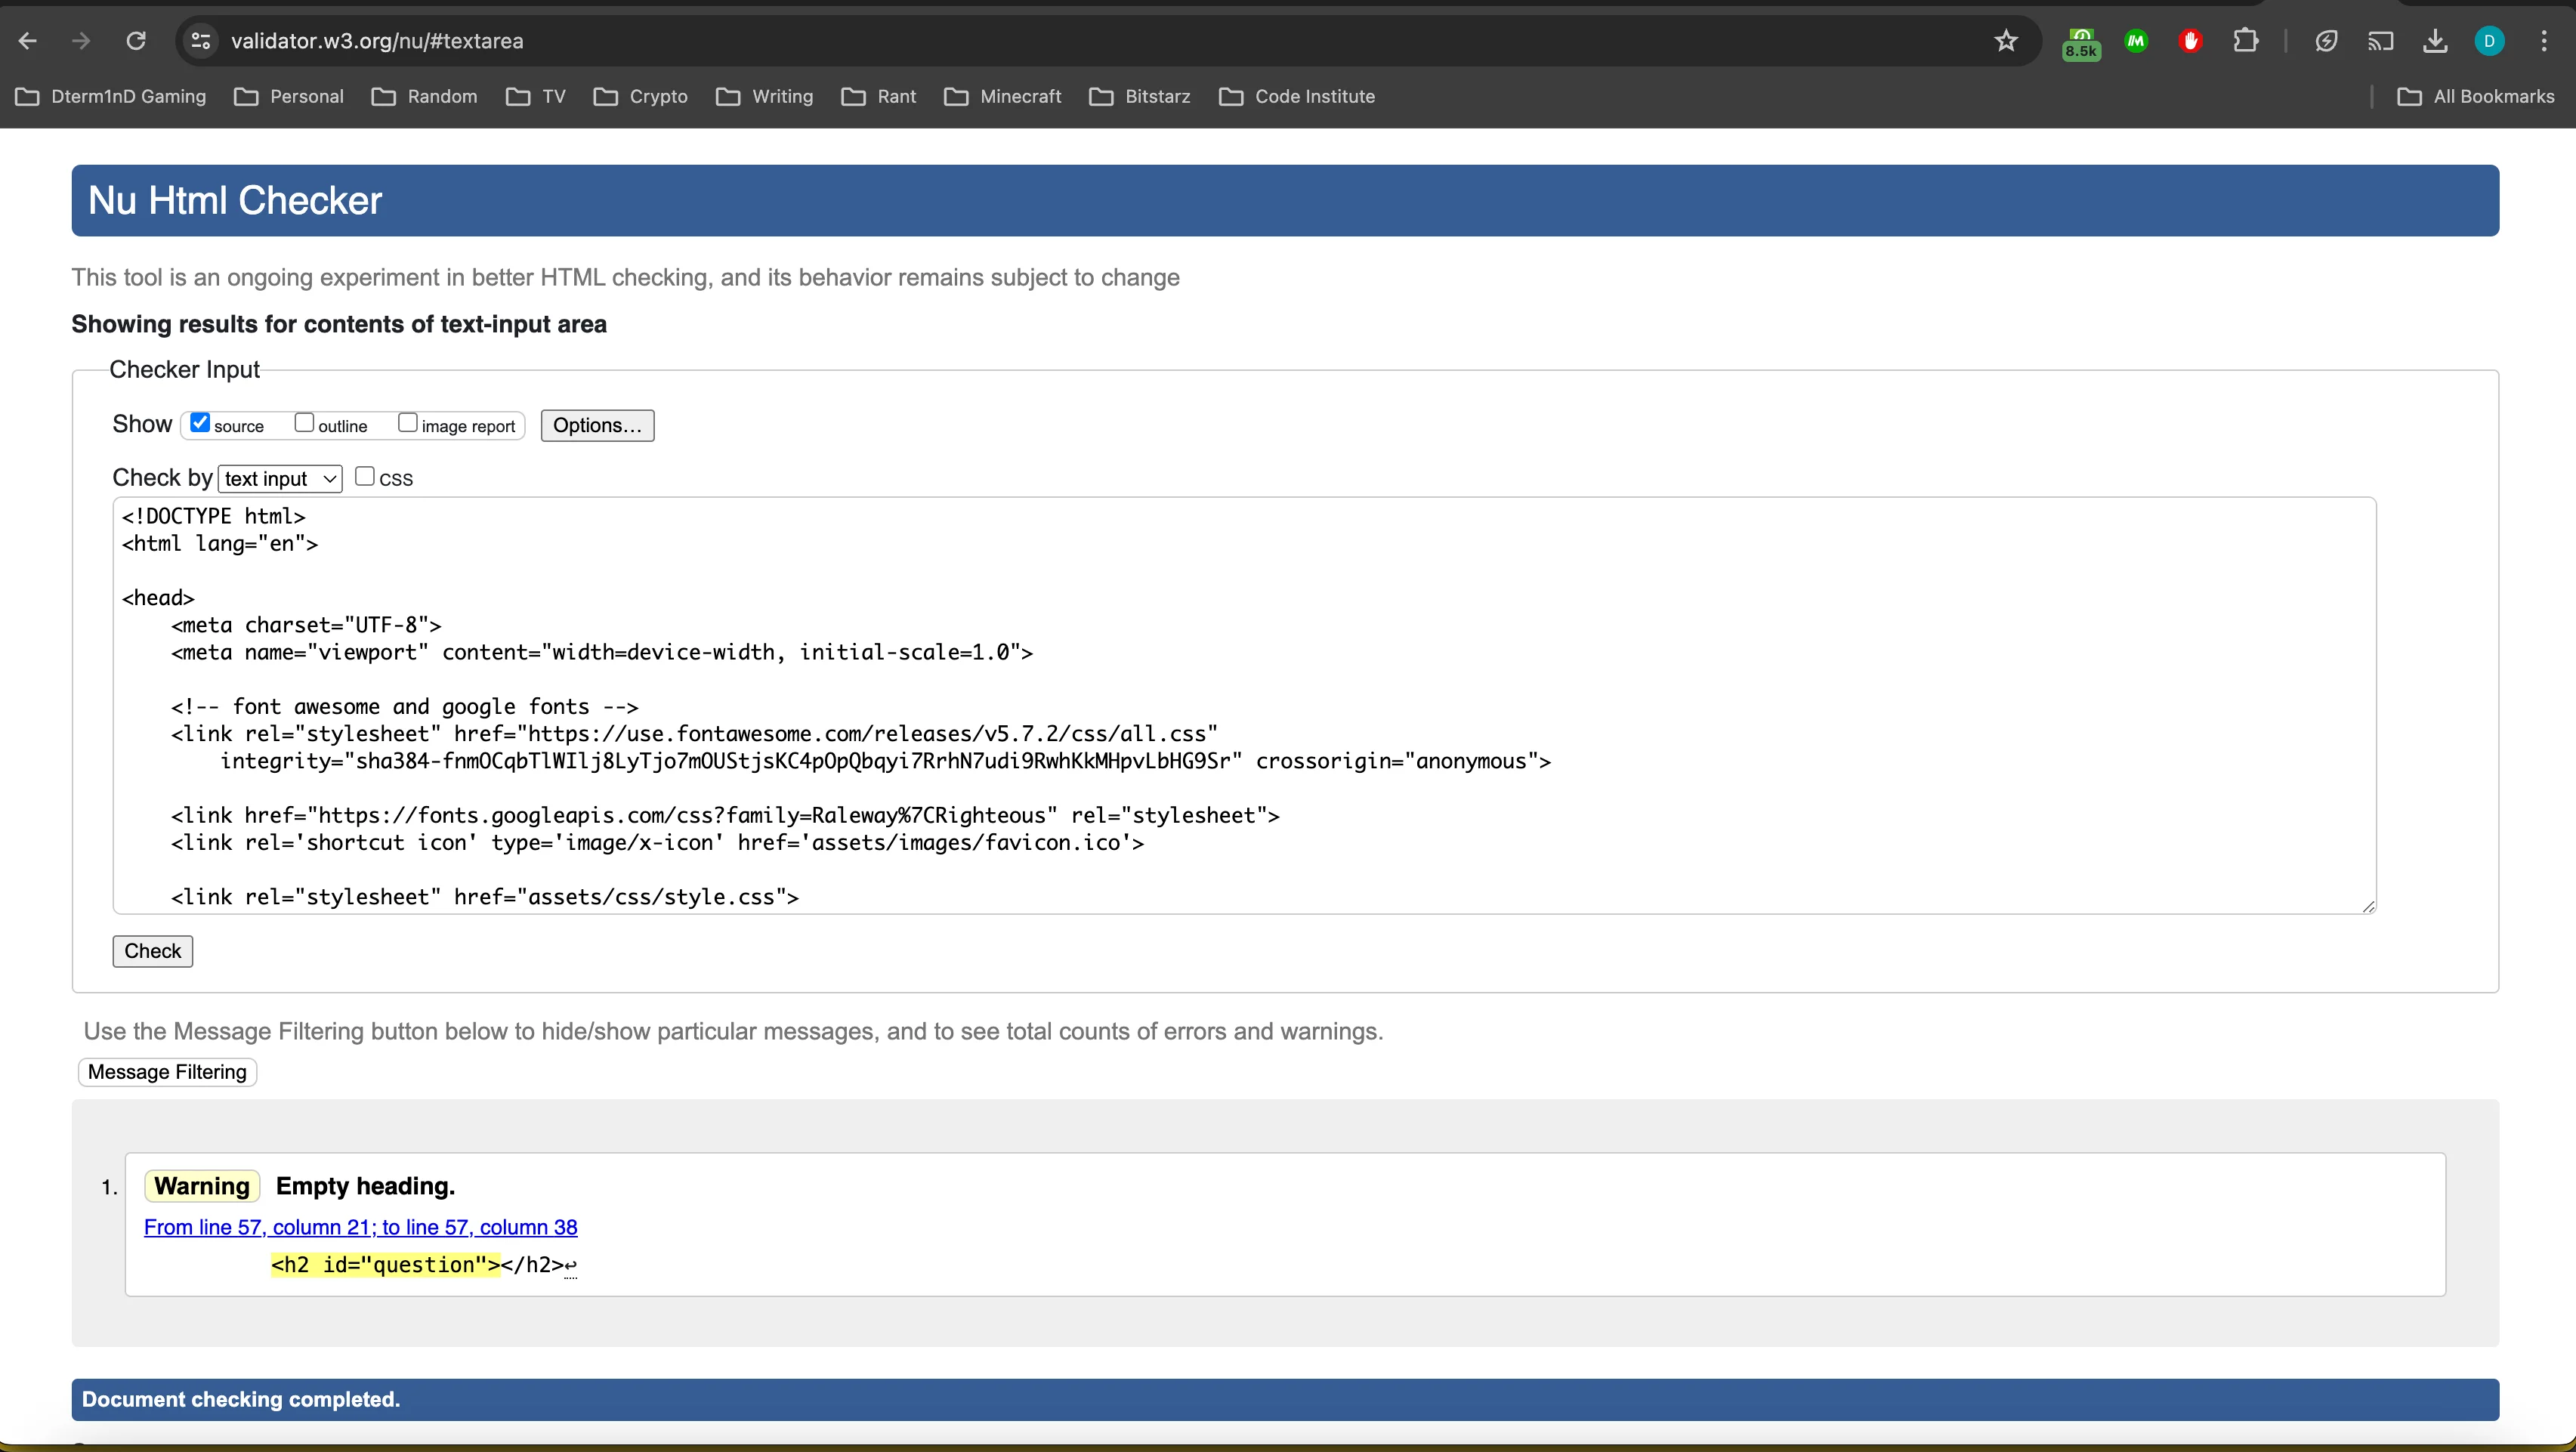 validator.w3.org/nu/#textarea
8.5k
D
Dterm1nD Gaming Personal Random TV Crypto Writing Rant Minecraft Bitstarz Code Institute All Bookmarks
Nu Html Checker
This tool is an ongoing experiment in better HTML checking, and its behavior remains subject to change
Showing results for contents of text-input area
Checker Input
Show source outline image report Options...
Check by text input CSS
<!DOCTYPE html>
<html lang="en">
<head>
<meta charset="UTF-8">
<meta name="viewport" content="width=device-width, initial-scale=1.0">
<!-- font awesome and google fonts -->
<link rel="stylesheet" href="https://use.fontawesome.com/releases/v5.7.2/css/all.css"
integrity="sha384-fnmOCqbTlWIlj8LyTjo7mOUStjsKC4pOpQbqyi7RrhN7udi9RwhKkMHpvLbHG9Sr" crossorigin="anonymous">
<link href="https://fonts.googleapis.com/css?family=Raleway%7CRighteous" rel="stylesheet">
<link rel='shortcut icon' type='image/x-icon' href='assets/images/favicon.ico'>
<link rel="stylesheet" href="assets/css/style.css">
Check
Use the Message Filtering button below to hide/show particular messages, and to see total counts of errors and warnings.
Message Filtering
1. Warning Empty heading.
From line 57, column 21; to line 57, column 38
<h2 id="question"></h2>↩
Document checking completed.